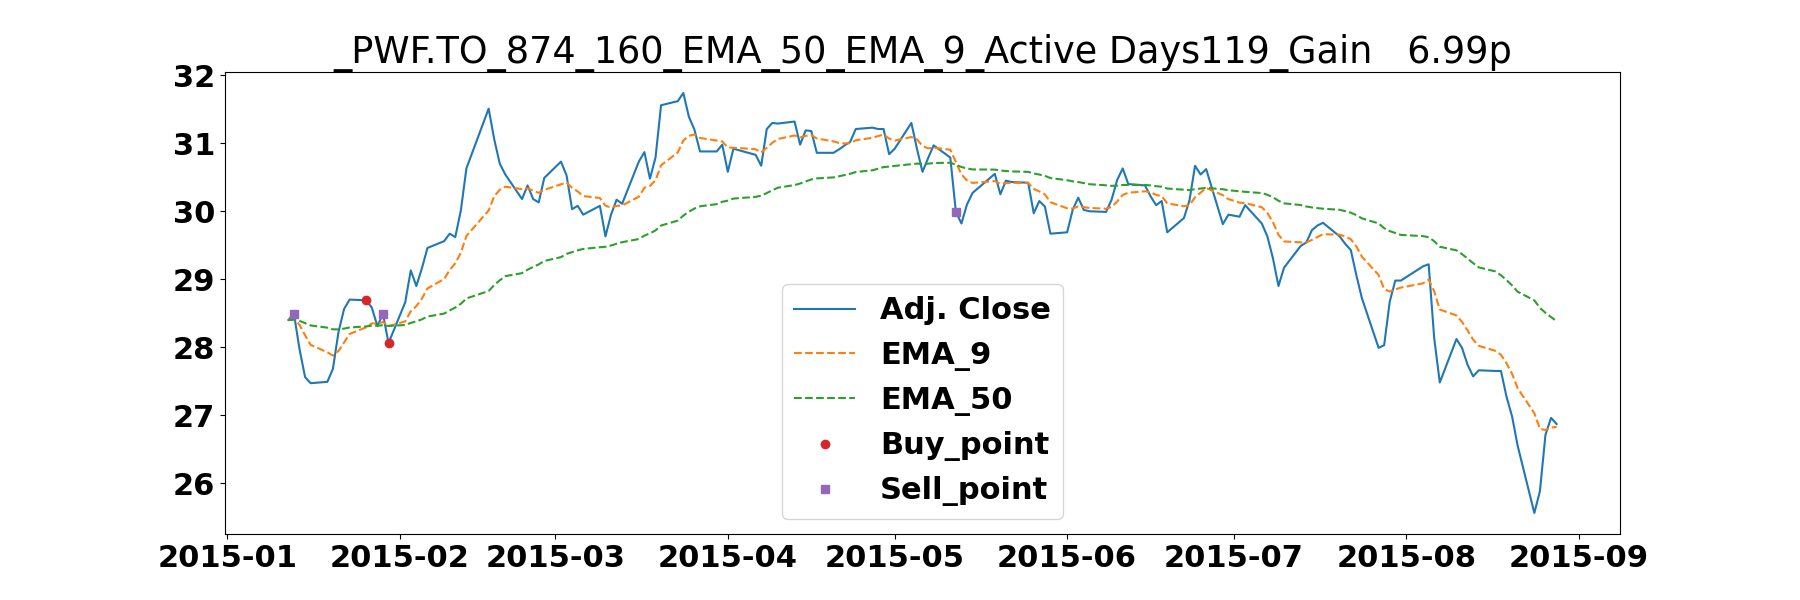 _PWF.TO_874_160_EMA_50_EMA_9_Active Days119_Gain   6.99p
32
31
30
29
28
27
26
Adj. Close
EMA_9
EMA_50
Buy_point
Sell_point
2015-01 2015-02 2015-03 2015-04 2015-05 2015-06 2015-07 2015-08 2015-09